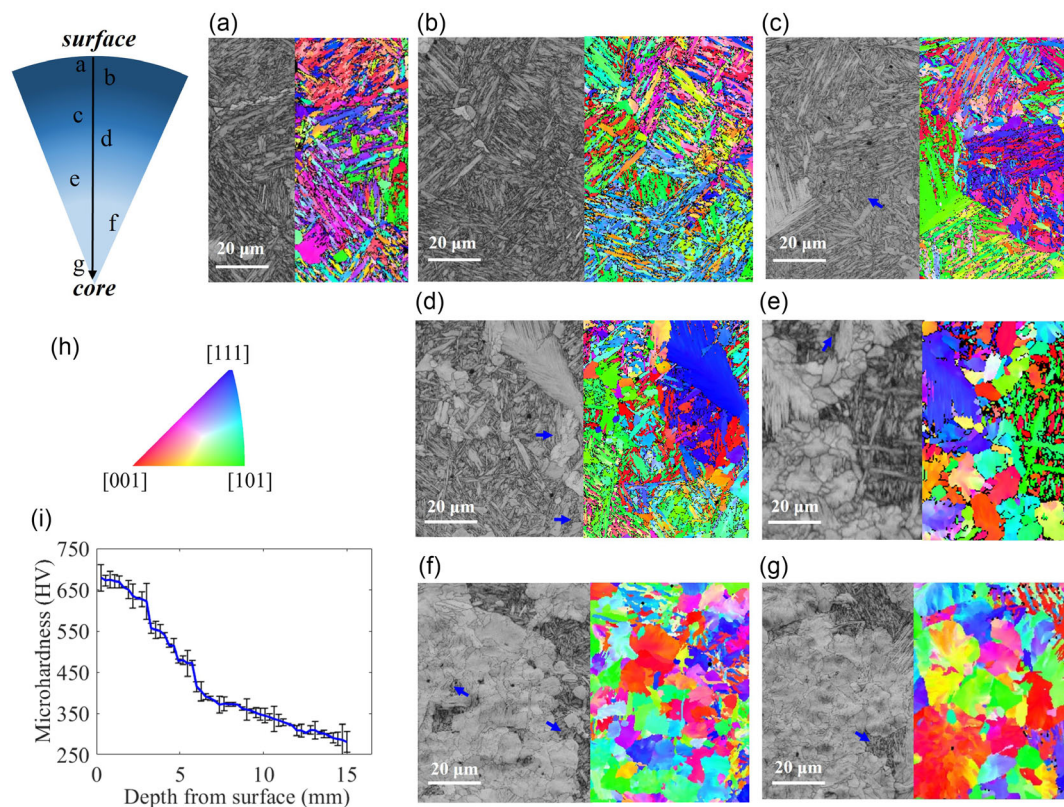 surface
a
b
c
d
e
f
g
core
(a)
20 μm
(b)
20 μm
(c)
20 μm
(d)
20 μm
(e)
20 μm
(f)
20 μm
(g)
20 μm
(h)
[111]
[001]
[101]
(i)
Microhardness (HV)
750
650
550
450
350
250
0
5
10
15
Depth from surface (mm)